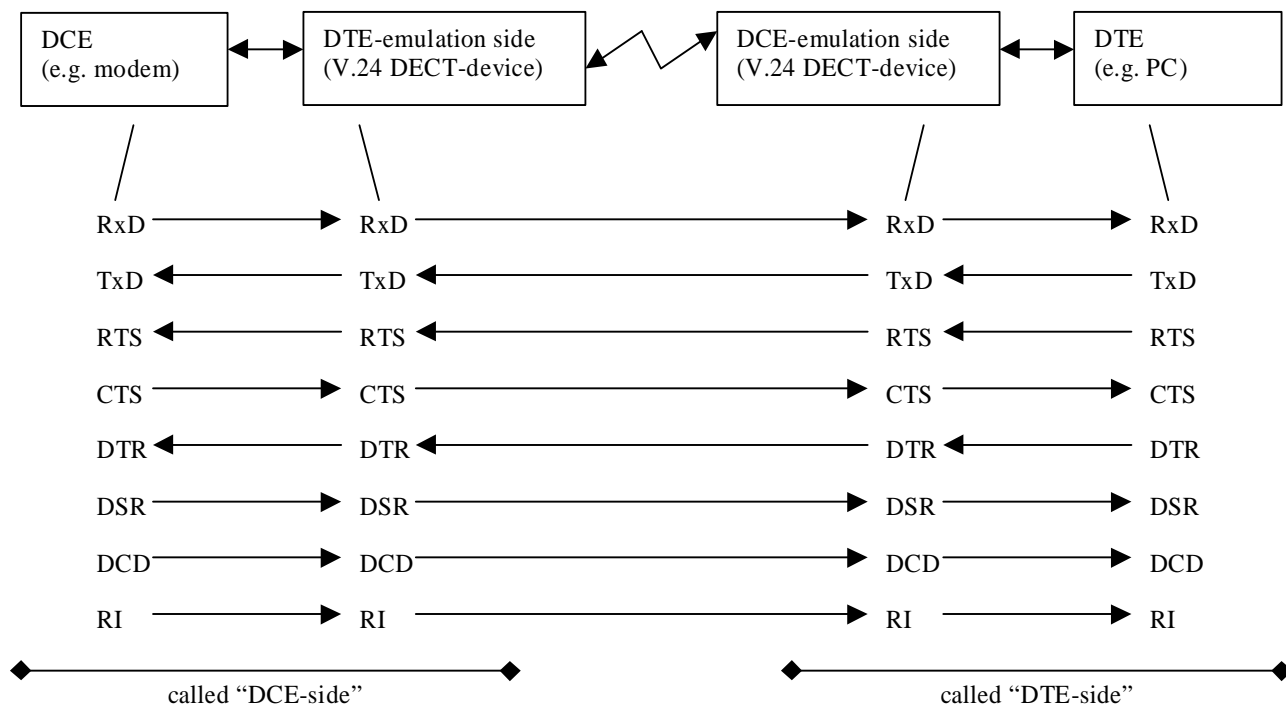 DCE
(e.g. modem)
DTE-emulation side
(V.24 DECT-device)
DCE-emulation side
(V.24 DECT-device)
DTE
(e.g. PC)
RxD RxD RxD RxD
TxD TxD TxD TxD
RTS RTS RTS RTS
CTS CTS CTS CTS
DTR DTR DTR DTR
DSR DSR DSR DSR
DCD DCD DCD DCD
RI RI RI RI
called “DCE-side” called “DTE-side”